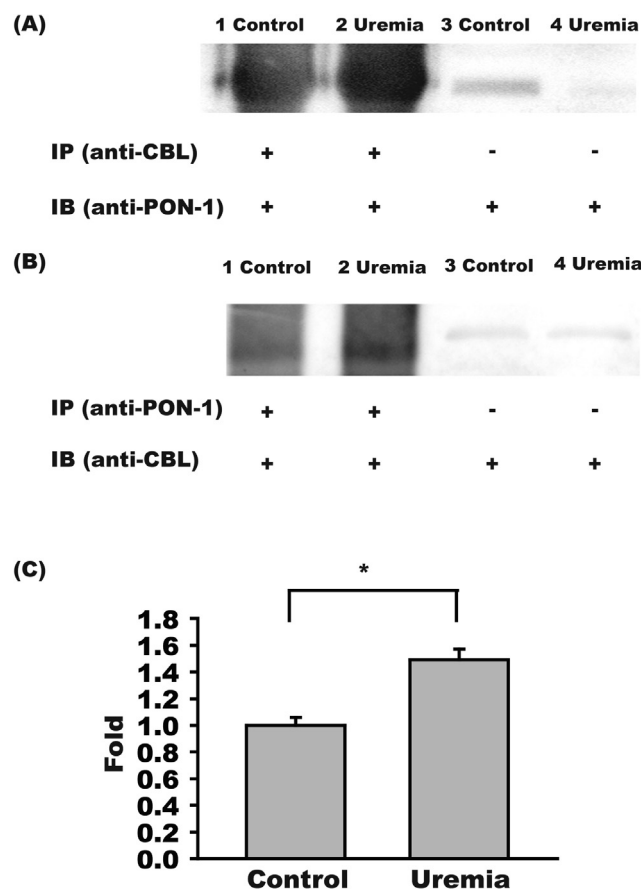 (A)
1 Control 2 Uremia 3 Control 4 Uremia
IP (anti-CBL) + + - -
IB (anti-PON-1) + + + +
(B)
1 Control 2 Uremia 3 Control 4 Uremia
IP (anti-PON-1) + + - -
IB (anti-CBL) + + + +
(C)
*
1.8
1.6
1.4
1.2
1.0
0.8
0.6
0.4
0.2
0.0
Fold
Control Uremia